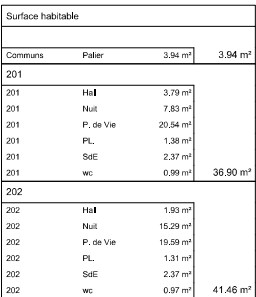 Surface habitable
Communs Palier 3.94 m² 3.94 m²
201
201 Hall 3.79 m²
201 Nuit 7.83 m²
201 P. de Vie 20.54 m²
201 PL. 1.38 m²
201 SdE 2.37 m²
201 wc 0.99 m² 36.90 m²
202
202 Hall 1.93 m²
202 Nuit 15.29 m²
202 P. de Vie 19.59 m²
202 PL. 1.31 m²
202 SdE 2.37 m²
202 wc 0.97 m² 41.46 m²